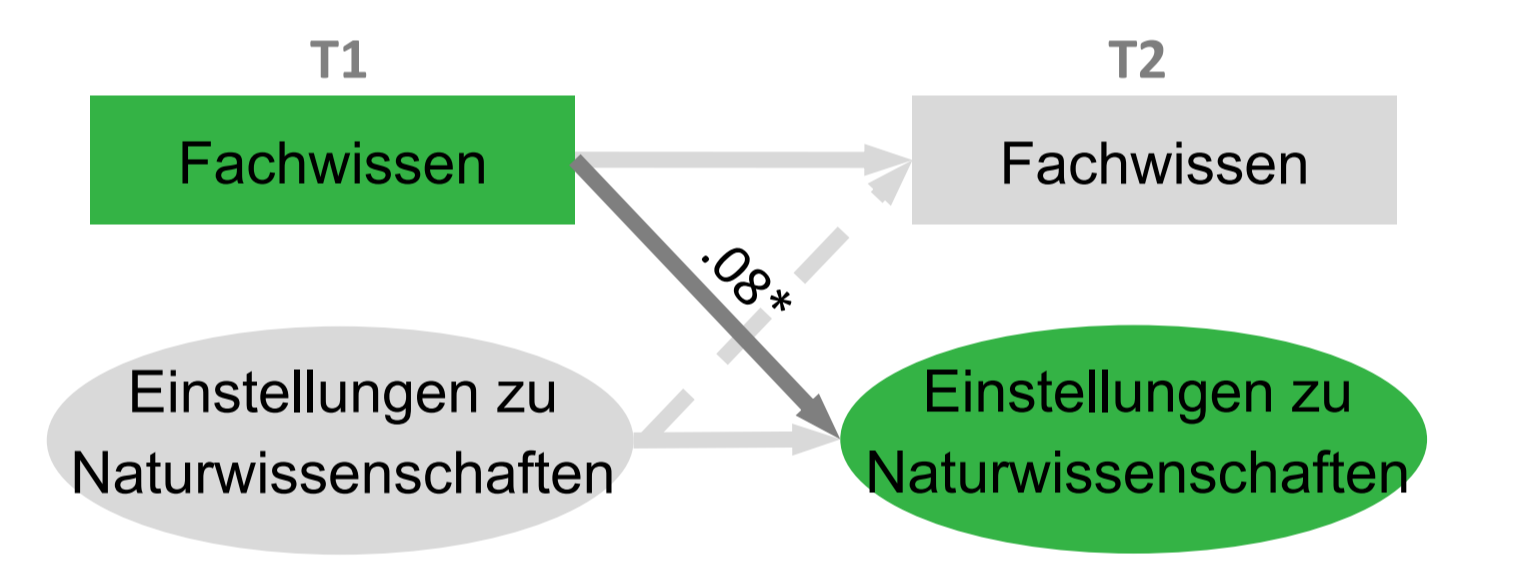 T1
T2
Fachwissen
Fachwissen
.08*
Einstellungen zu
Naturwissenschaften
Einstellungen zu
Naturwissenschaften